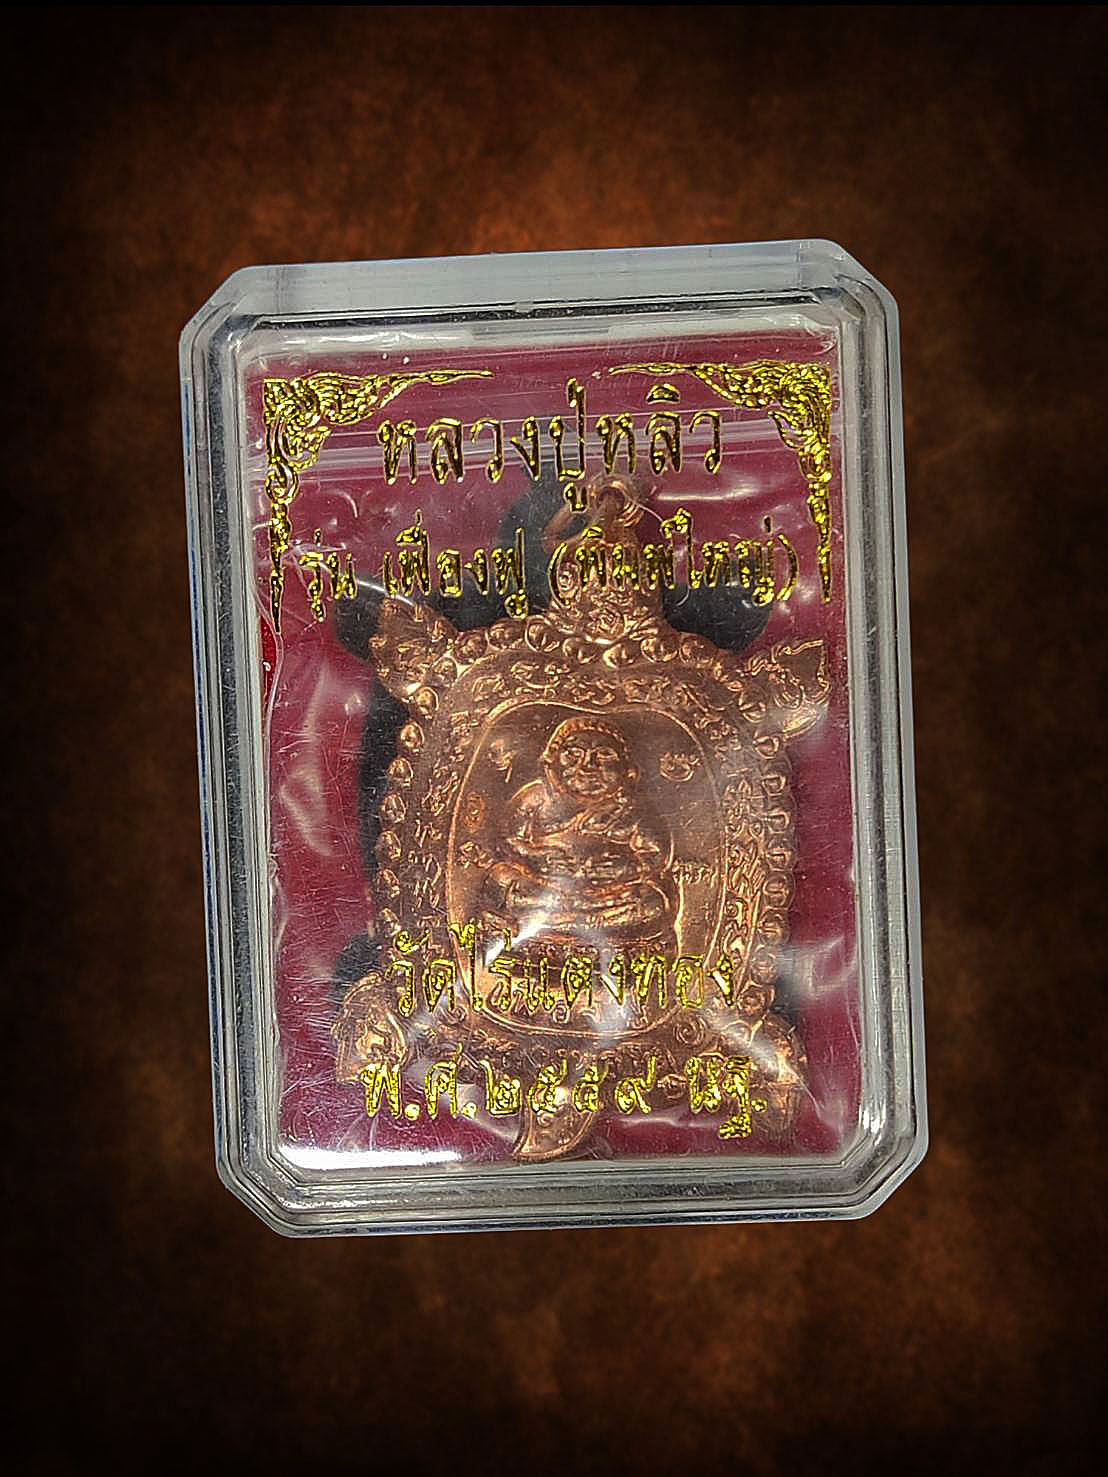 หลวงปู่หลิว
รุ่น เฟื่องฟู (พิมพ์ใหญ่)
วัดไร่แตงทอง
พ.ศ.๒๕๕๙ นฐ.